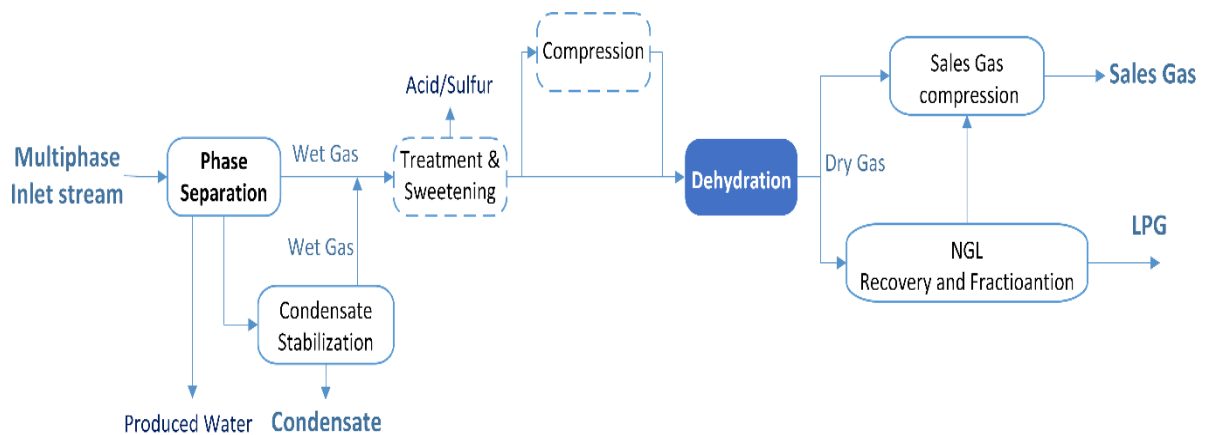 Multiphase
Inlet stream
Phase
Separation
Wet Gas
Wet Gas
Condensate
Stabilization
Produced Water
Condensate
Acid/Sulfur
Treatment &
Sweetening
Compression
Dehydration
Dry Gas
Sales Gas
compression
Sales Gas
NGL
Recovery and Fractioantion
LPG